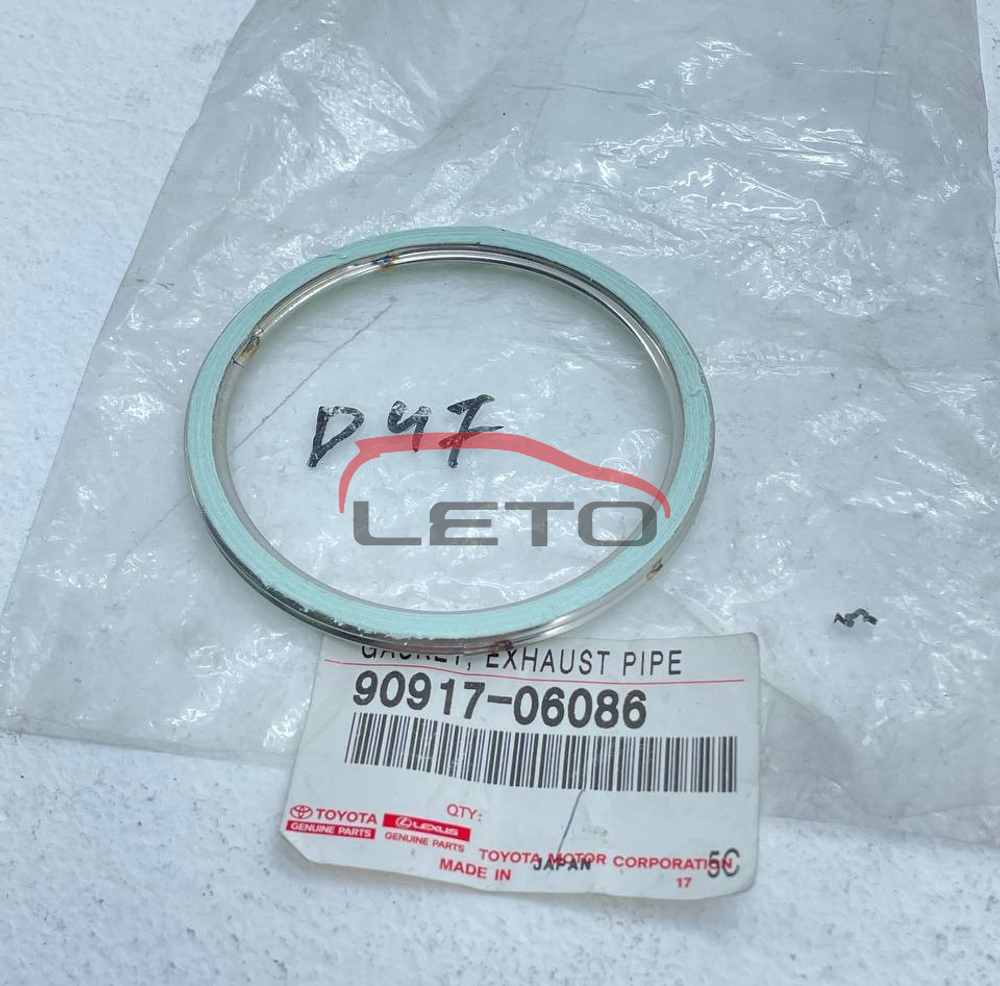 D47
LETO
GASKET, EXHAUST PIPE
90917-06086
QTY:
TOYOTA
GENUINE PARTS
LEXUS
GENUINE PARTS
TOYOTA MOTOR CORPORATION
MADE IN JAPAN
17
5C